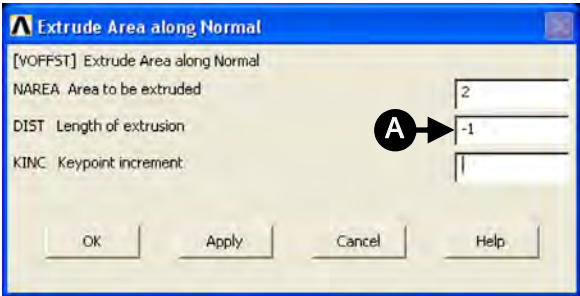 Extrude Area along Normal
[VOFFST] Extrude Area along Normal
NAREA Area to be extruded 2
DIST Length of extrusion A -1
KINC Keypoint increment
OK Apply Cancel Help